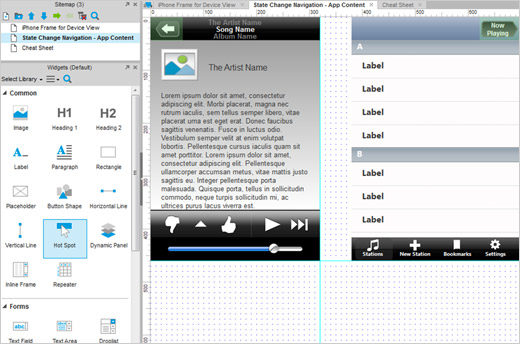 Sitemap (3)
iPhone Frame for Device View
State Change Navigation - App Content
Cheat Sheet
Widgets (Default)
Select Library
Common
Image
H1
Heading 1
H2
Heading 2
A
Label
Paragraph
Rectangle
Placeholder
Button Shape
Horizontal Line
Vertical Line
Hot Spot
Dynamic Panel
Inline Frame
Repeater
Forms
Text Field
Text Area
Droplist
iPhone Frame for Device View
State Change Navigation - App Content
Cheat Sheet
0
100
200
300
400
500
0
100
200
300
400
The Artist Name
Song Name
Album Name
The Artist Name
Lorem ipsum dolor sit amet, consectetur
adipiscing elit. Morbi placerat, magna nec
rutrum iaculis, sem tellus semper libero, vitae
placerat urna est eget erat. Donec faucibus
sagittis venenatis. Fusce in luctus odio.
Vestibulum semper velit at enim volutpat
lobortis. Pellentesque cursus iaculis quam sit
amet porttitor. Lorem ipsum dolor sit amet,
consectetur adipiscing elit. Pellentesque
ullamcorper accumsan metus, vitae mattis justo
sagittis eu. Integer pellentesque porta
malesuada. Quisque porta, tellus in sollicitudin
commodo, neque turpis sollicitudin mi, ac
ultrices purus lacus viverra est.
Now
Playing
A
Label
Label
Label
Label
B
Label
Label
Label
Stations
New Station
Bookmarks
Settings